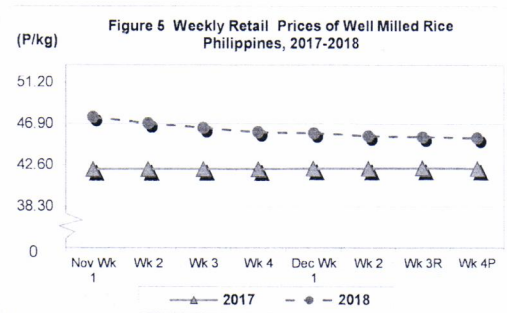 Figure 5 Weekly Retail Prices of Well Milled Rice
Philippines, 2017-2018
(P/kg)
51.20
46.90
42.60
38.30
0
Nov Wk 1
Wk 2
Wk 3
Wk 4
Dec Wk 1
Wk 2
Wk 3R
Wk 4P
2017
2018